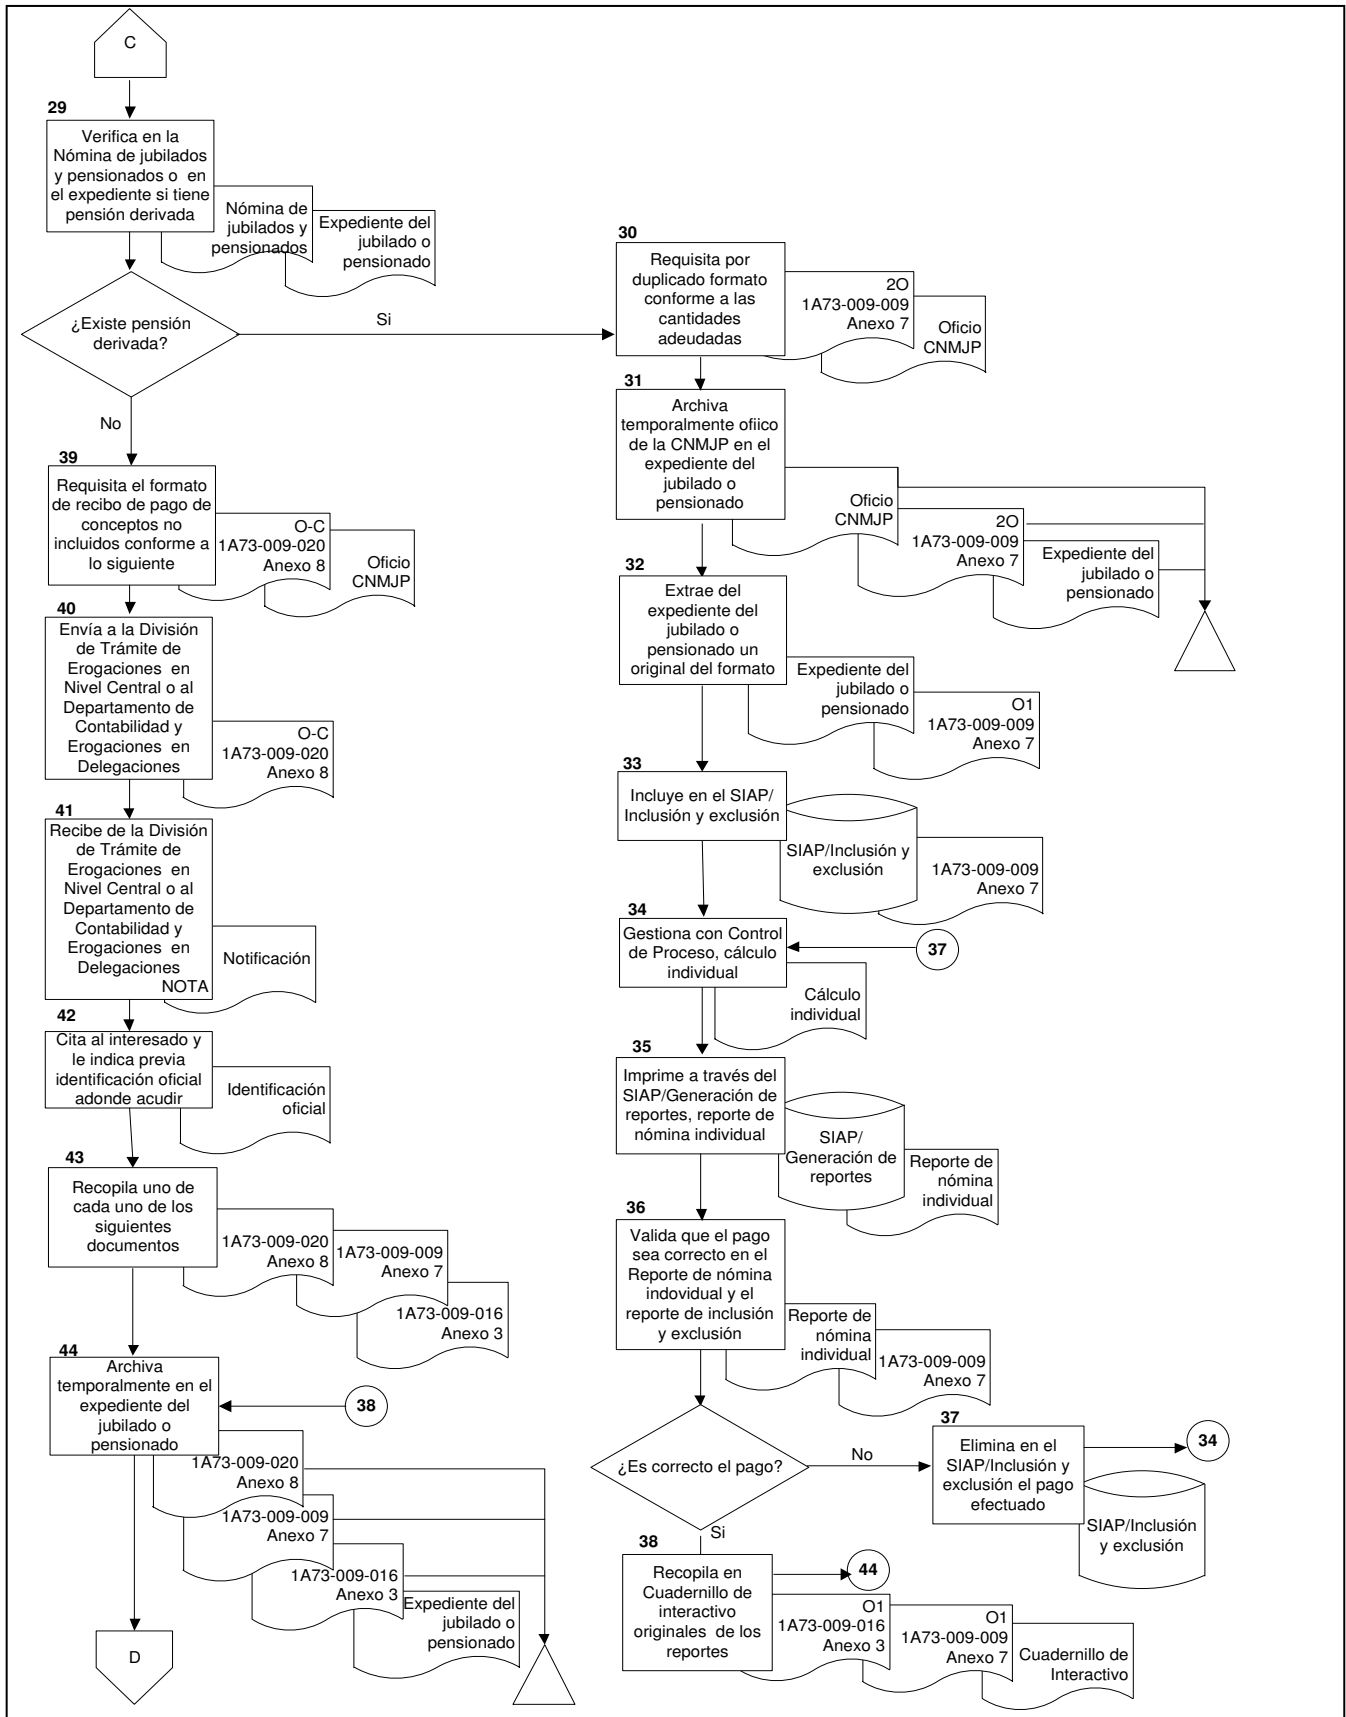 C
29
Verifica en la
Nómina de jubilados
y pensionados o en
el expediente si tiene
pensión derivada
Nómina de
jubilados y
pensionados
Expediente del
jubilado o
pensionado
¿Existe pensión
derivada?
Si
No
30
Requisita por
duplicado formato
conforme a las
cantidades
adeudadas
2O
1A73-009-009
Anexo 7
Oficio
CNMJP
31
Archiva
temporalmente ofiico
de la CNMJP en el
expediente del
jubilado o
pensionado
Oficio
CNMJP
2O
1A73-009-009
Anexo 7
Expediente del
jubilado o
pensionado
32
Extrae del
expediente del
jubilado o
pensionado un
original del formato
Expediente del
jubilado o
pensionado
O1
1A73-009-009
Anexo 7
33
Incluye en el SIAP/
Inclusión y exclusión
SIAP/Inclusión y
exclusión
1A73-009-009
Anexo 7
34
Gestiona con Control
de Proceso, cálculo
individual
37
Cálculo
individual
35
Imprime a través del
SIAP/Generación de
reportes, reporte de
nómina individual
SIAP/
Generación de
reportes
Reporte de
nómina
individual
36
Valida que el pago
sea correcto en el
Reporte de nómina
indovidual y el
reporte de inclusión
y exclusión
Reporte de
nómina
individual
1A73-009-009
Anexo 7
¿Es correcto el pago?
No
Si
37
Elimina en el
SIAP/Inclusión y
exclusión el pago
efectuado
34
SIAP/Inclusión
y exclusión
38
Recopila en
Cuadernillo de
interactivo
originales de los
reportes
44
O1
1A73-009-016
Anexo 3
O1
1A73-009-009
Anexo 7
Cuadernillo de
Interactivo
39
Requisita el formato
de recibo de pago de
conceptos no
incluidos conforme a
lo siguiente
O-C
1A73-009-020
Anexo 8
Oficio
CNMJP
40
Envía a la División
de Trámite de
Erogaciones en
Nivel Central o al
Departamento de
Contabilidad y
Erogaciones en
Delegaciones
O-C
1A73-009-020
Anexo 8
41
Recibe de la División
de Trámite de
Erogaciones en
Nivel Central o al
Departamento de
Contabilidad y
Erogaciones en
Delegaciones
NOTA
Notificación
42
Cita al interesado y
le indica previa
identificación oficial
adonde acudir
Identificación
oficial
43
Recopila uno de
cada uno de los
siguientes
documentos
1A73-009-020
Anexo 8
1A73-009-009
Anexo 7
1A73-009-016
Anexo 3
44
Archiva
temporalmente en el
expediente del
jubilado o
pensionado
38
1A73-009-020
Anexo 8
1A73-009-009
Anexo 7
1A73-009-016
Anexo 3
Expediente del
jubilado o
pensionado
D